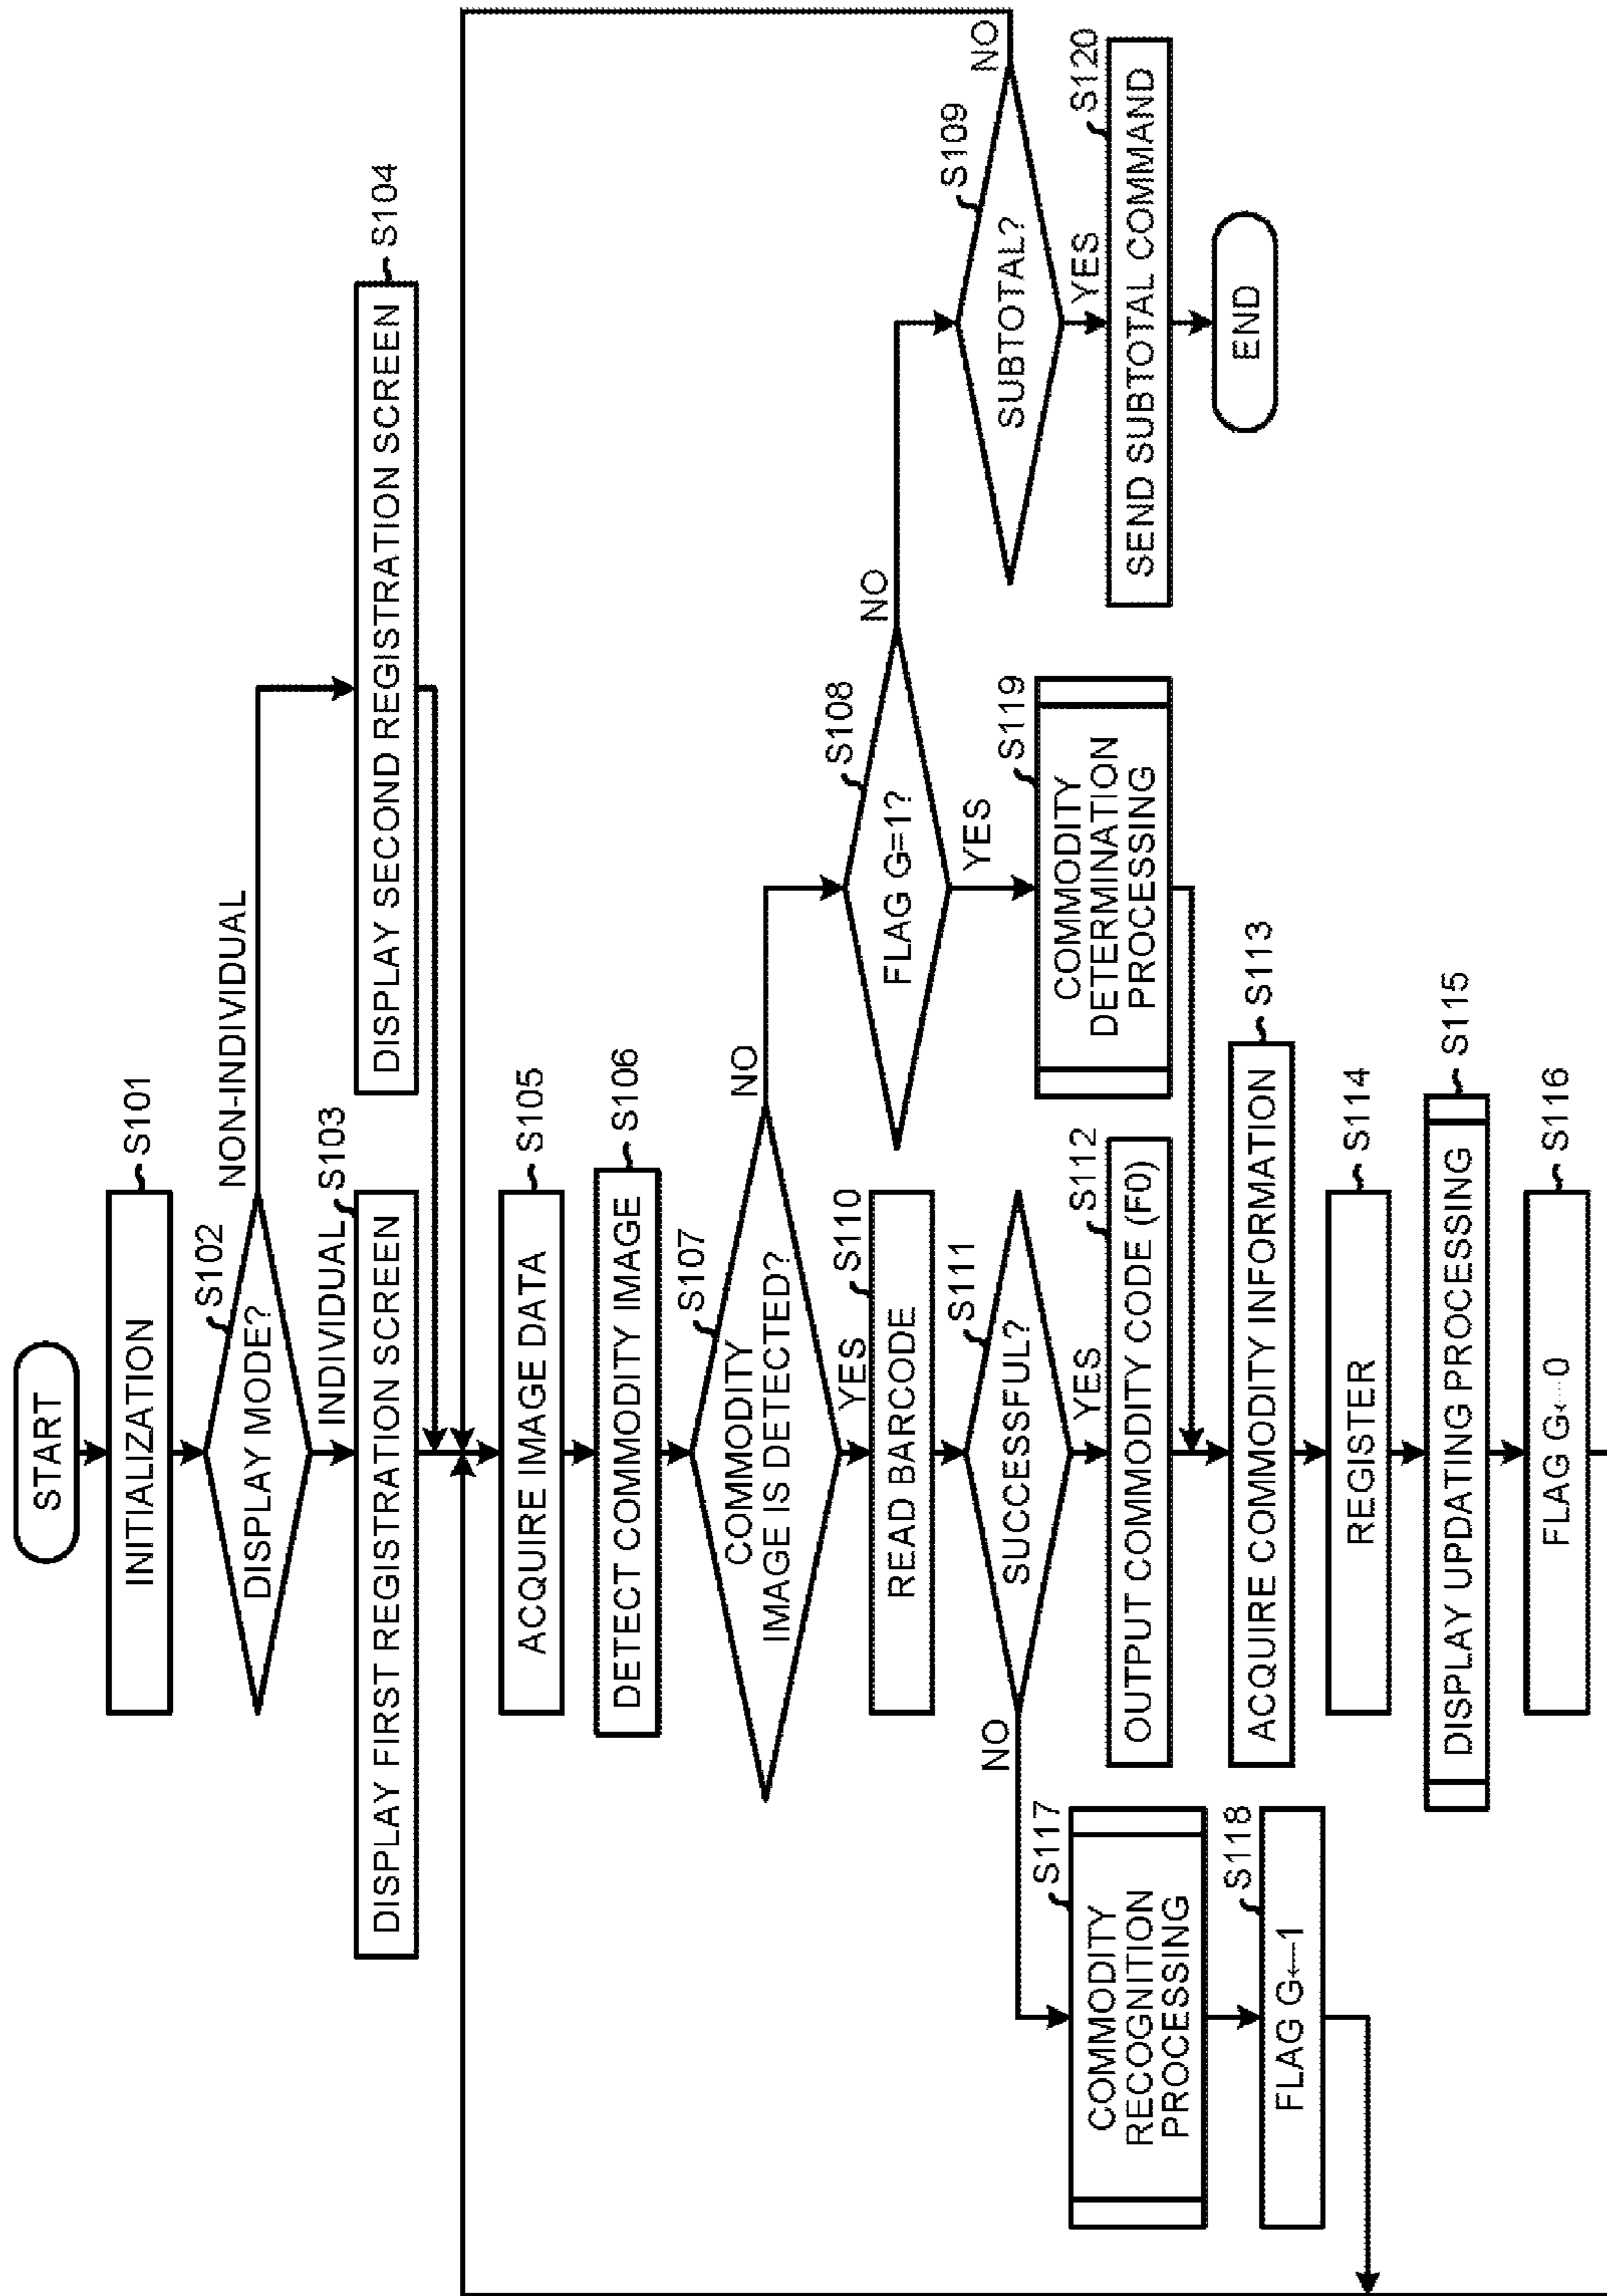 START
INITIALIZATION
S101
DISPLAY MODE?
S102
NON-INDIVIDUAL
INDIVIDUAL
S103
DISPLAY FIRST REGISTRATION SCREEN
S104
DISPLAY SECOND REGISTRATION SCREEN
ACQUIRE IMAGE DATA
S105
DETECT COMMODITY IMAGE
S106
S107
COMMODITY
IMAGE IS DETECTED?
NO
YES
S108
FLAG G=1?
NO
YES
S109
SUBTOTAL?
NO
YES
S110
READ BARCODE
S111
SUCCESSFUL?
NO
YES
S112
OUTPUT COMMODITY CODE (F0)
S119
COMMODITY
DETERMINATION
PROCESSING
S120
SEND SUBTOTAL COMMAND
END
S117
COMMODITY
RECOGNITION
PROCESSING
S118
FLAG G←1
ACQUIRE COMMODITY INFORMATION
S113
REGISTER
S114
DISPLAY UPDATING PROCESSING
S115
FLAG G←0
S116